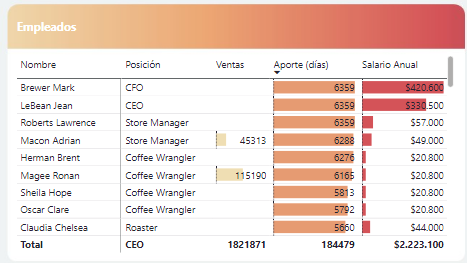 Empleados
Nombre Posición Ventas Aporte (días) Salario Anual
Brewer Mark CFO 6359 $420.600
LeBean Jean CEO 6359 $330.500
Roberts Lawrence Store Manager 6359 $57.000
Macon Adrian Store Manager 45313 6288 $49.000
Herman Brent Coffee Wrangler 6276 $20.800
Magee Ronan Coffee Wrangler 115190 6165 $20.800
Sheila Hope Coffee Wrangler 5813 $20.800
Oscar Clare Coffee Wrangler 5792 $20.800
Claudia Chelsea Roaster 5660 $44.000
Total CEO 1821871 184479 $2.223.100